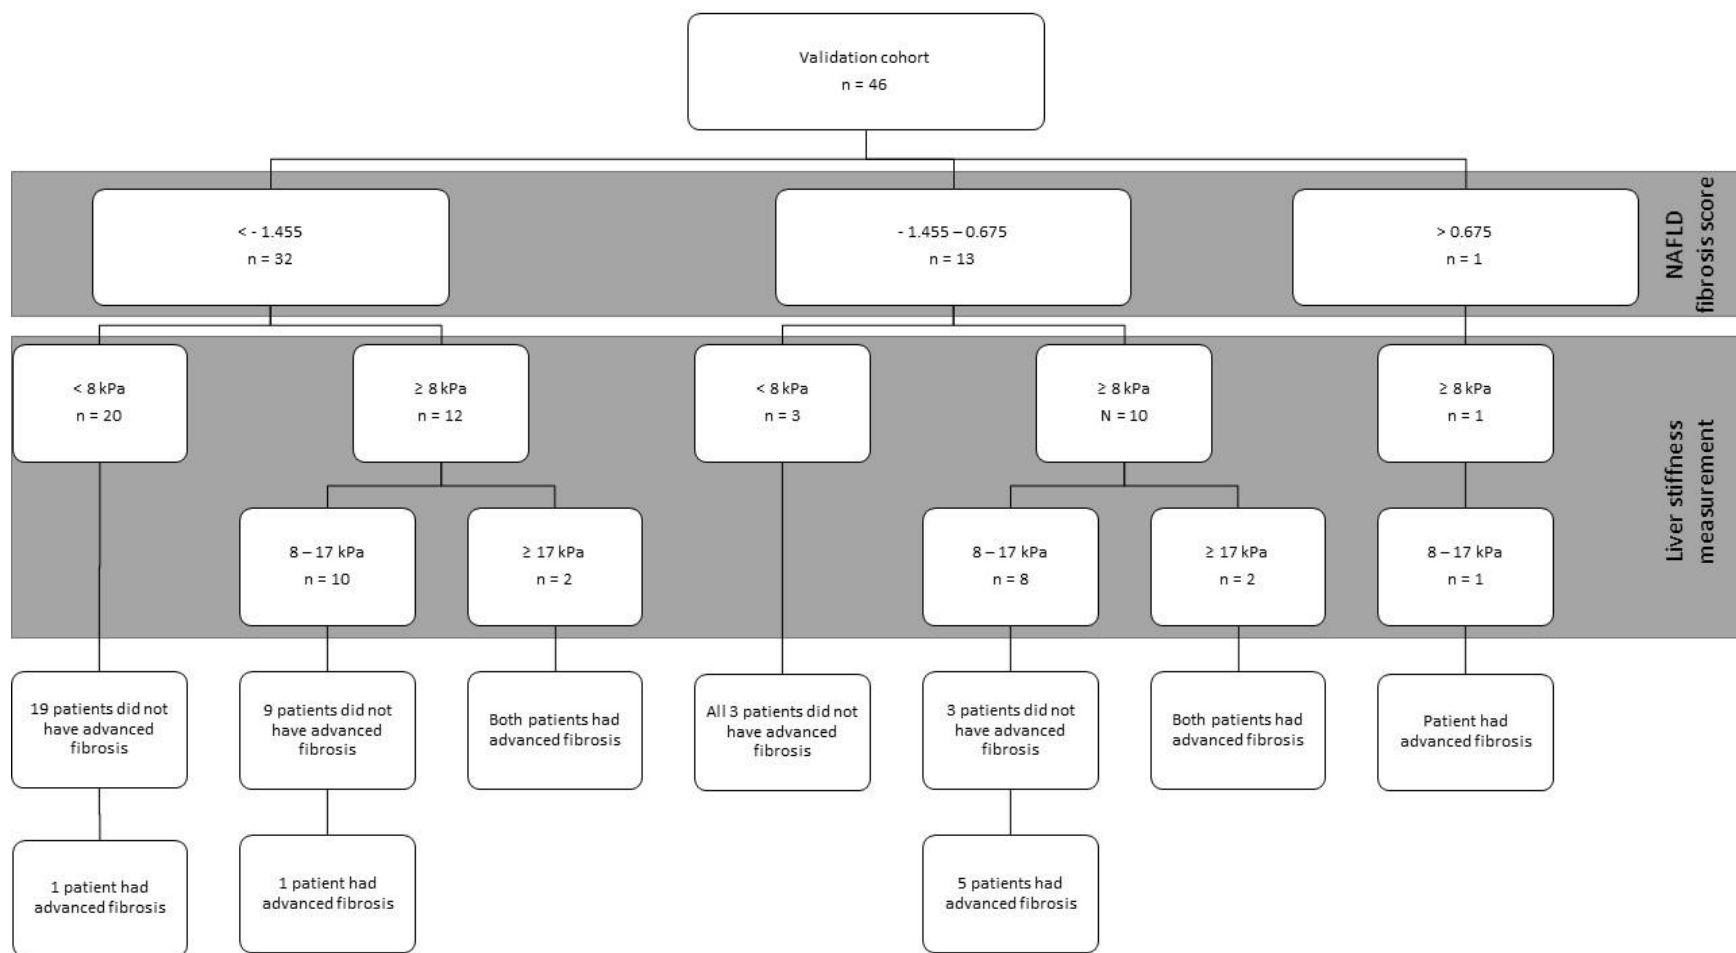 Validation cohort
n = 46
< - 1.455
n = 32
- 1.455 – 0.675
n = 13
> 0.675
n = 1
NAFLD
fibrosis score
< 8 kPa
n = 20
≥ 8 kPa
n = 12
< 8 kPa
n = 3
≥ 8 kPa
N = 10
≥ 8 kPa
n = 1
Liver stiffness
measurement
8 – 17 kPa
n = 10
≥ 17 kPa
n = 2
8 – 17 kPa
n = 8
≥ 17 kPa
n = 2
8 – 17 kPa
n = 1
19 patients did not
have advanced
fibrosis
9 patients did not
have advanced
fibrosis
Both patients had
advanced fibrosis
All 3 patients did not
have advanced
fibrosis
3 patients did not
have advanced
fibrosis
Both patients had
advanced fibrosis
Patient had
advanced fibrosis
1 patient had
advanced fibrosis
1 patient had
advanced fibrosis
5 patients had
advanced fibrosis